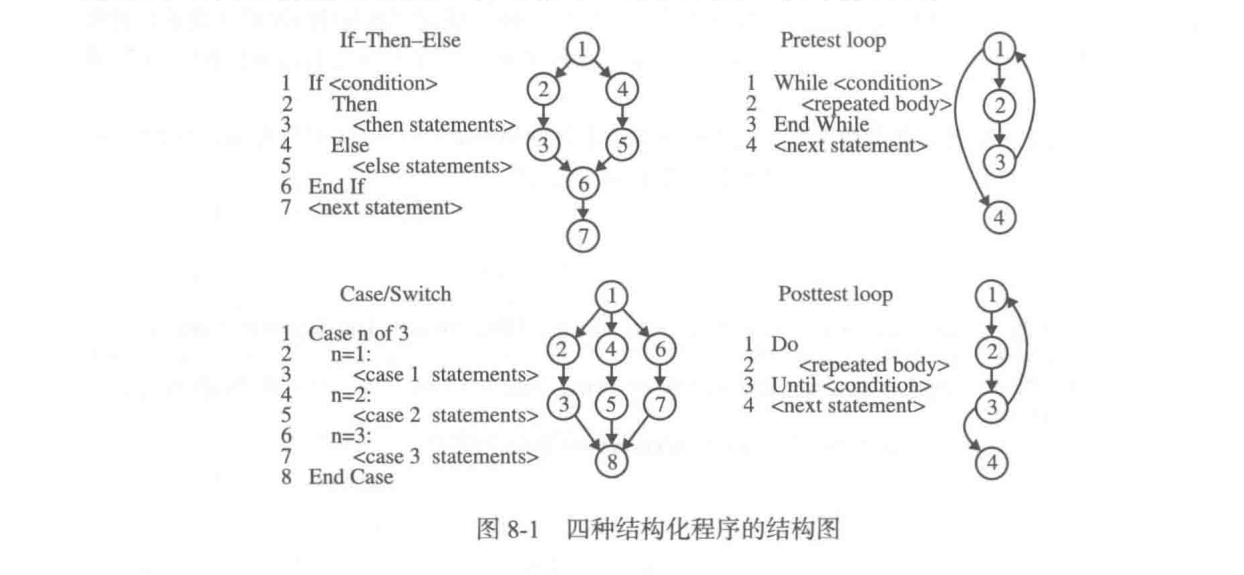 If–Then–Else
1 If <condition>
2 Then
3 <then statements>
4 Else
5 <else statements>
6 End If
7 <next statement>
1
2 4
3 5
6
7
Pretest loop
1 While <condition>
2 <repeated body>
3 End While
4 <next statement>
1
2
3
4
Case/Switch
1 Case n of 3
2 n=1:
3 <case 1 statements>
4 n=2:
5 <case 2 statements>
6 n=3:
7 <case 3 statements>
8 End Case
1
2 4 6
3 5 7
8
Posttest loop
1 Do
2 <repeated body>
3 Until <condition>
4 <next statement>
1
2
3
4
图 8-1 四种结构化程序的结构图